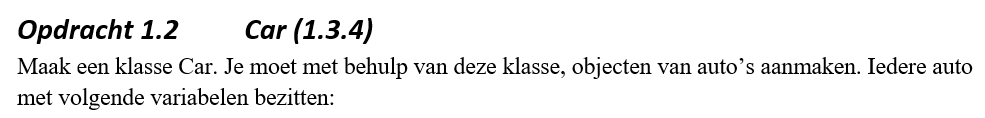 Opdracht 1.2 Car (1.3.4)
Maak een klasse Car. Je moet met behulp van deze klasse, objecten van auto’s aanmaken. Iedere auto
met volgende variabelen bezitten: